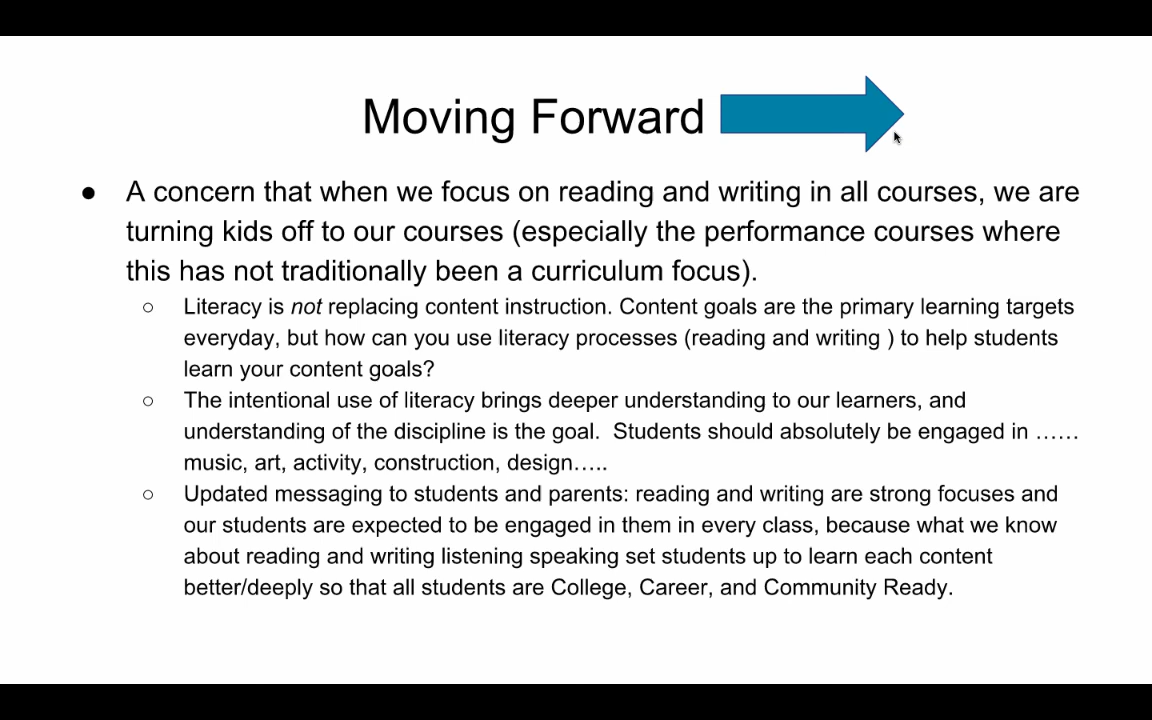 Moving Forward
● A concern that when we focus on reading and writing in all courses, we are
turning kids off to our courses (especially the performance courses where
this has not traditionally been a curriculum focus).
○ Literacy is not replacing content instruction. Content goals are the primary learning targets
everyday, but how can you use literacy processes (reading and writing ) to help students
learn your content goals?
○ The intentional use of literacy brings deeper understanding to our learners, and
understanding of the discipline is the goal.  Students should absolutely be engaged in ……
music, art, activity, construction, design…..
○ Updated messaging to students and parents: reading and writing are strong focuses and
our students are expected to be engaged in them in every class, because what we know
about reading and writing listening speaking set students up to learn each content
better/deeply so that all students are College, Career, and Community Ready.